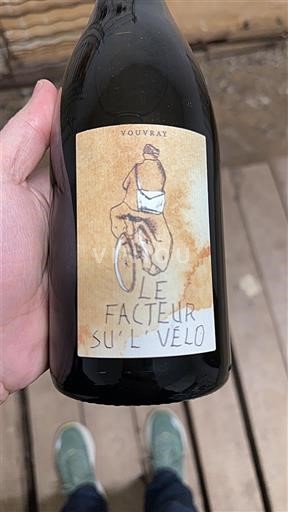 VOUVRAY
LE
FACTEUR
SU' L' VÉLO